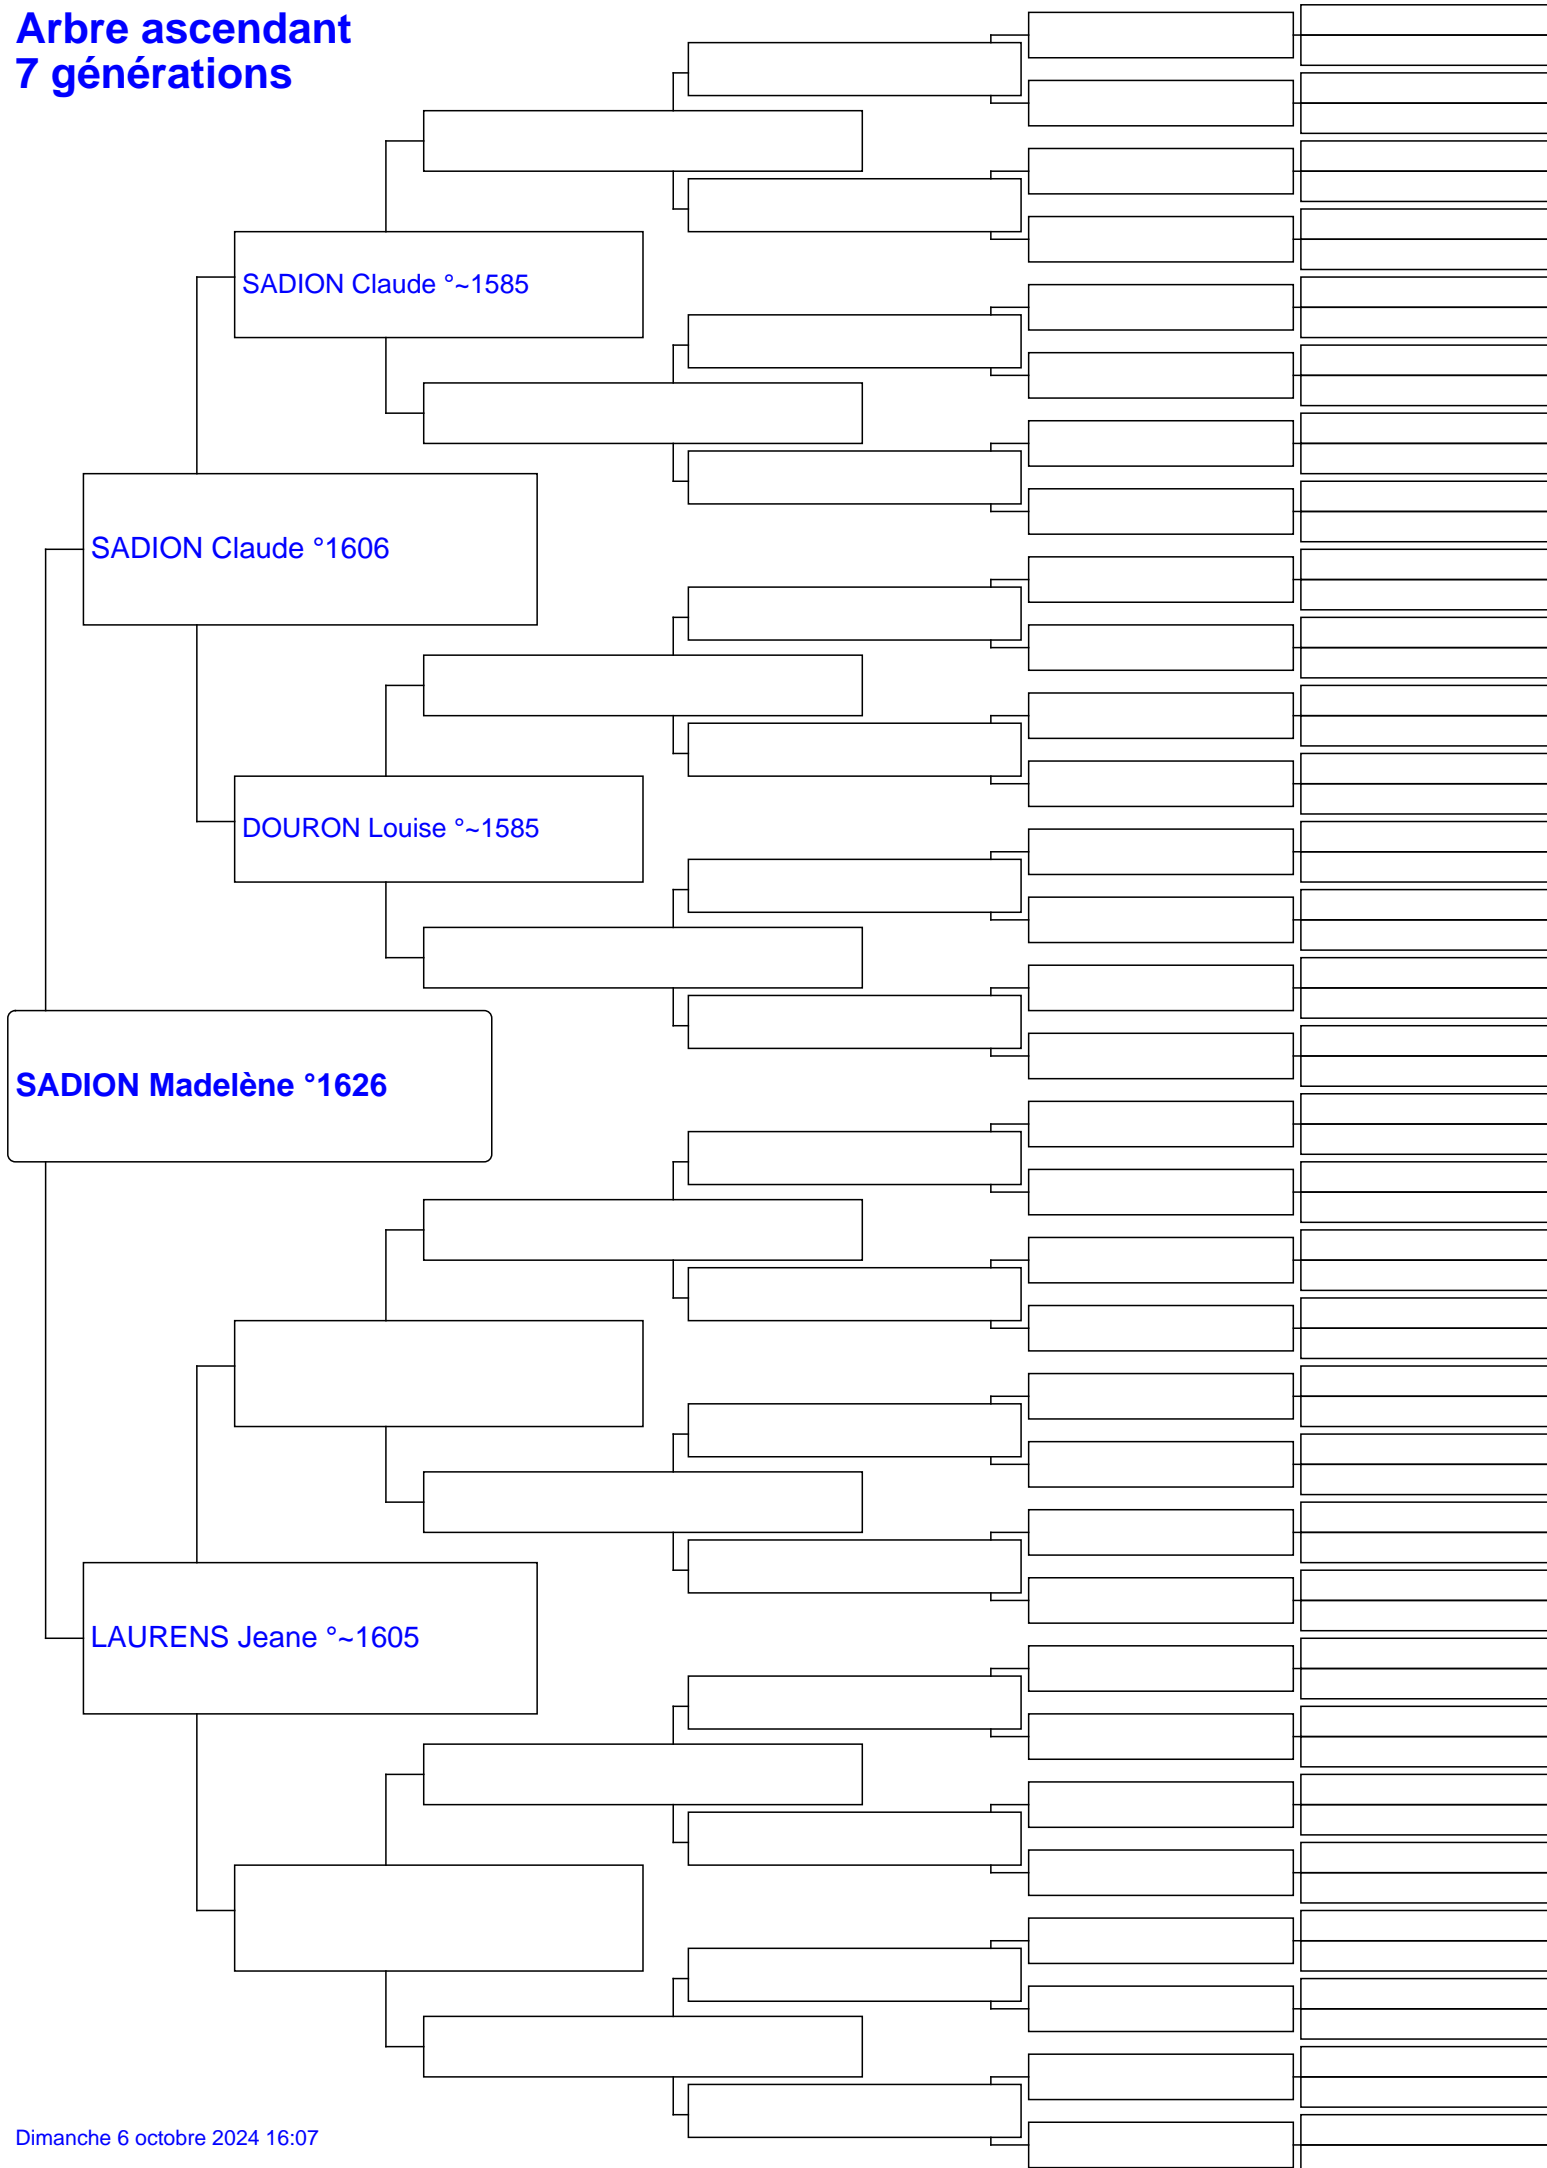 Arbre ascendant
7 générations
SADION Claude °~1585
SADION Claude °1606
DOURON Louise °~1585
SADION Madelène °1626
LAURENS Jeane °~1605
Dimanche 6 octobre 2024 16:07